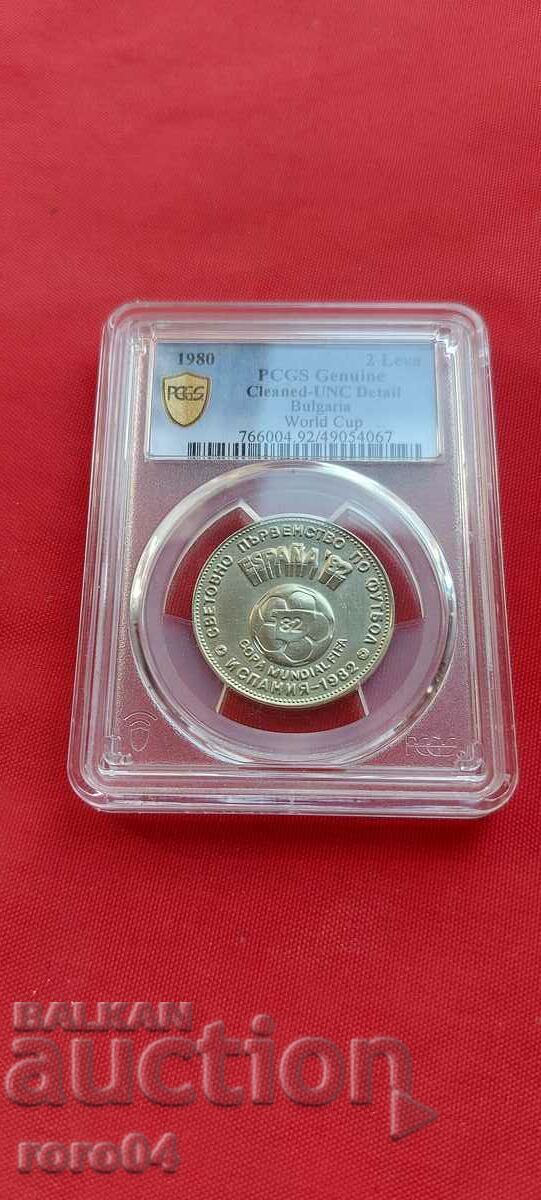 1980 2 Leva
PCGS Genuine
Cleaned-UNC Detail
Bulgaria
World Cup
766004.92/49054067
PCGS
СВЕТОВНО ПЪРВЕНСТВО ПО ФУТБОЛ
ESPAÑA '82
82
COPA MUNDIAL FIFA
ИСПАНИЯ-1982
PCGS
BALKAN
auction
roro04